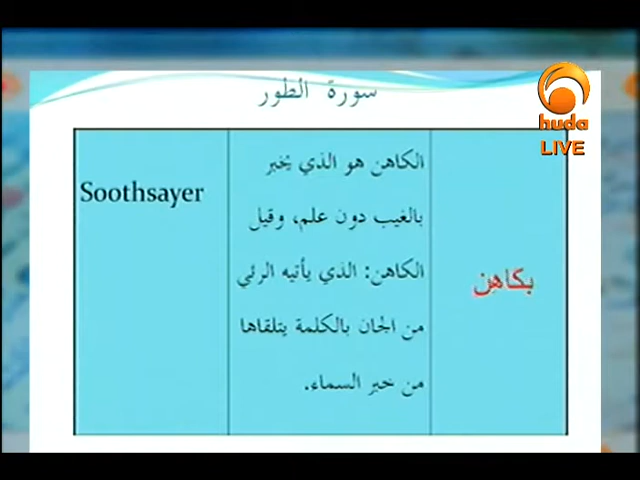 سورة الطور
huda
LIVE
بكاهن
الكاهن هو الذي يخبر
بالغيب دون علم، وقيل
الكاهن: الذي يأتيه الرئي
من الجان بالكلمة يتلقاها
من خبر السماء.
Soothsayer